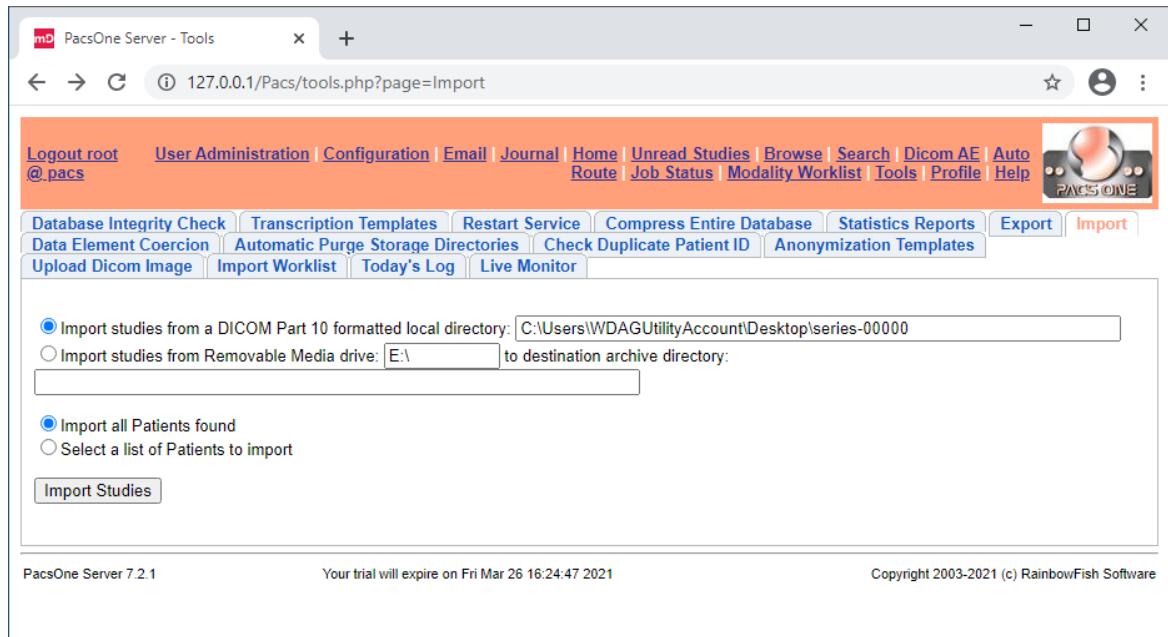 mD PacsOne Server - Tools
127.0.0.1/Pacs/tools.php?page=Import
Logout root User Administration | Configuration | Email | Journal | Home | Unread Studies | Browse | Search | Dicom AE | Auto
@ pacs Route | Job Status | Modality Worklist | Tools | Profile | Help
PACS ONE
Database Integrity Check Transcription Templates Restart Service Compress Entire Database Statistics Reports Export Import
Data Element Coercion Automatic Purge Storage Directories Check Duplicate Patient ID Anonymization Templates
Upload Dicom Image Import Worklist Today's Log Live Monitor
Import studies from a DICOM Part 10 formatted local directory: C:\Users\WDAGUtilityAccount\Desktop\series-00000
Import studies from Removable Media drive: E:\ to destination archive directory:
Import all Patients found
Select a list of Patients to import
Import Studies
PacsOne Server 7.2.1 Your trial will expire on Fri Mar 26 16:24:47 2021 Copyright 2003-2021 (c) RainbowFish Software